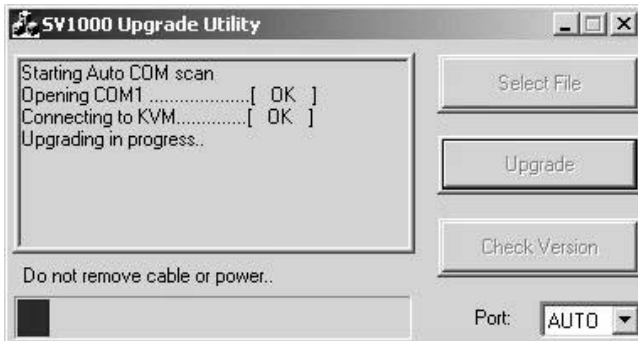 SV1000 Upgrade Utility
Starting Auto COM scan
Opening COM1 ....................[ OK ]
Connecting to KVM..............[ OK ]
Upgrading in progress..
Select File
Upgrade
Check Version
Do not remove cable or power..
Port: AUTO